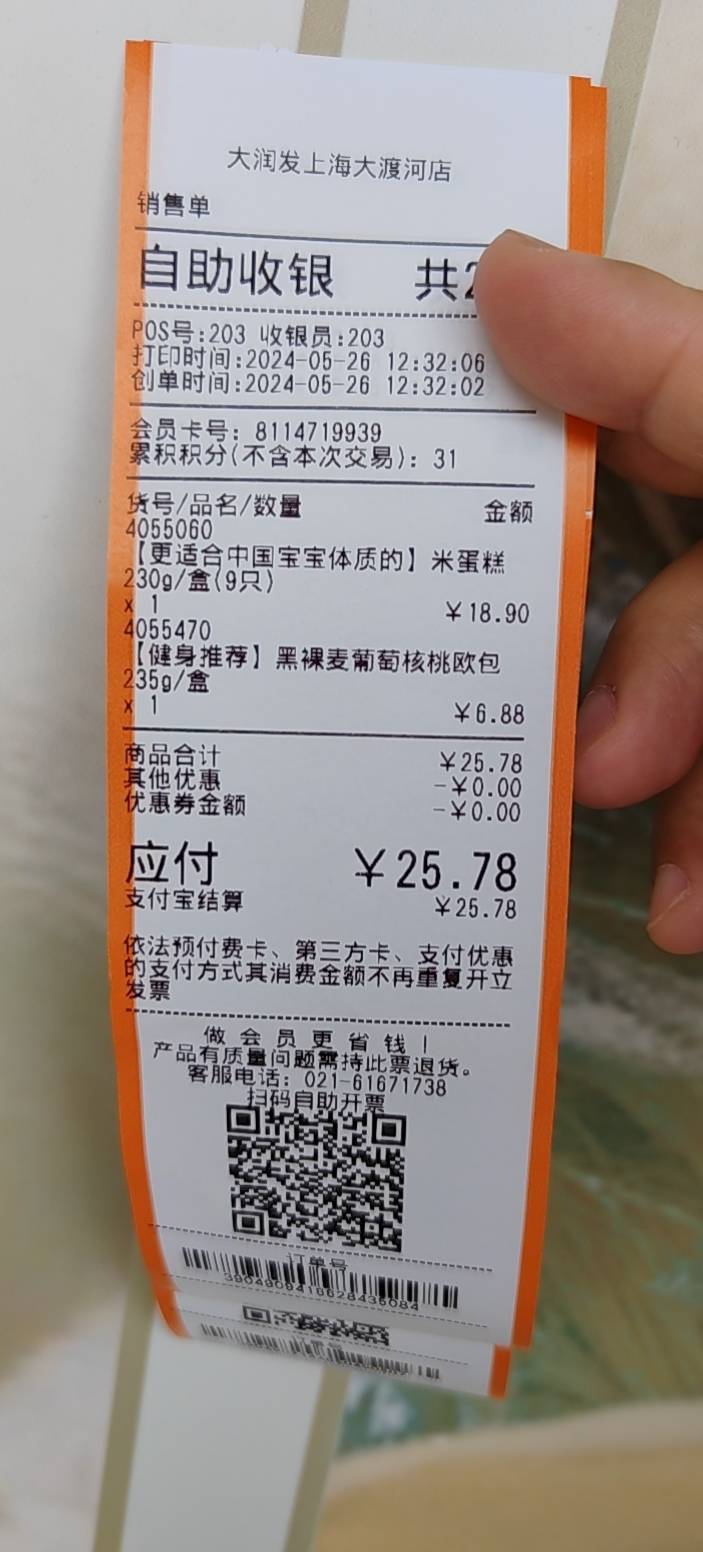 大润发上海大渡河店
销售单
自助收银 共2
POS号:203 收银员:203
打印时间:2024-05-26 12:32:06
创单时间:2024-05-26 12:32:02
会员卡号: 8114719939
累积积分(不含本次交易): 31
货号/品名/数量 金额
4055060
【更适合中国宝宝体质的】米蛋糕
230g/盒(9只)
x 1 ￥18.90
4055470
【健身推荐】黑裸麦葡萄核桃欧包
235g/盒
x 1 ￥6.88
商品合计 ￥25.78
其他优惠 -￥0.00
优惠券金额 -￥0.00
应付 ￥25.78
支付宝结算 ￥25.78
依法预付费卡、第三方卡、支付优惠
的支付方式其消费金额不再重复开立
发票
做会员更省钱!
产品有质量问题需持此票退货。
客服电话: 021-61671738
扫码自助开票
订单号